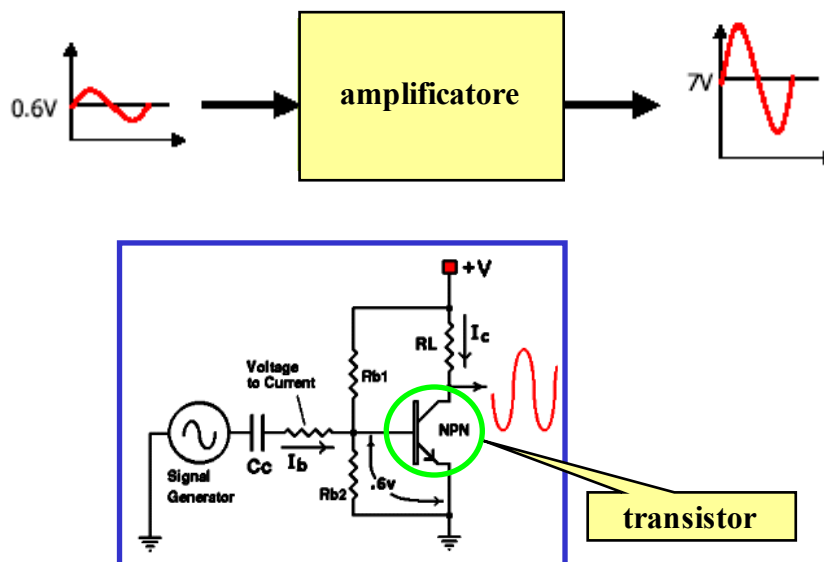 amplificatore
0.6V
7V
+V
RL
Ic
Voltage
to Current
Rb1
NPN
Cc
Ib
Signal
Generator
Rb2
.6v
transistor